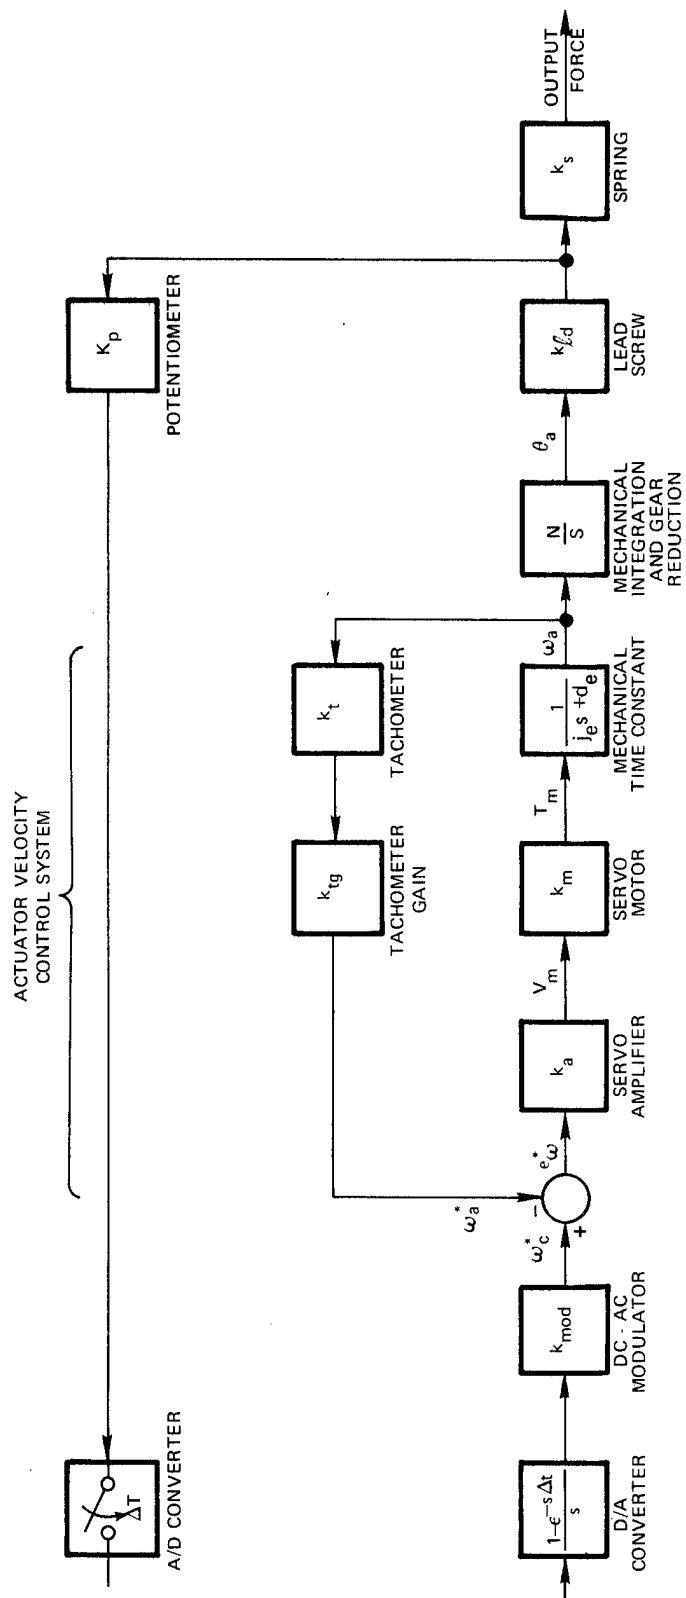 ACTUATOR VELOCITY
CONTROL SYSTEM
ΔT
A/D CONVERTER
K_p
POTENTIOMETER
k_tg
TACHOMETER
GAIN
k_t
TACHOMETER
1-ϵ^-sΔt
s
D/A
CONVERTER
k_mod
DC - AC
MODULATOR
ω*_c
+
-
ω*_a
e*_ω
k_a
SERVO
AMPLIFIER
V_m
k_m
SERVO
MOTOR
T_m
1
j_e s + d_e
MECHANICAL
TIME CONSTANT
ω_a
N
S
MECHANICAL
INTEGRATION
AND GEAR
REDUCTION
θ_a
k_ℓd
LEAD
SCREW
k_s
SPRING
OUTPUT
FORCE